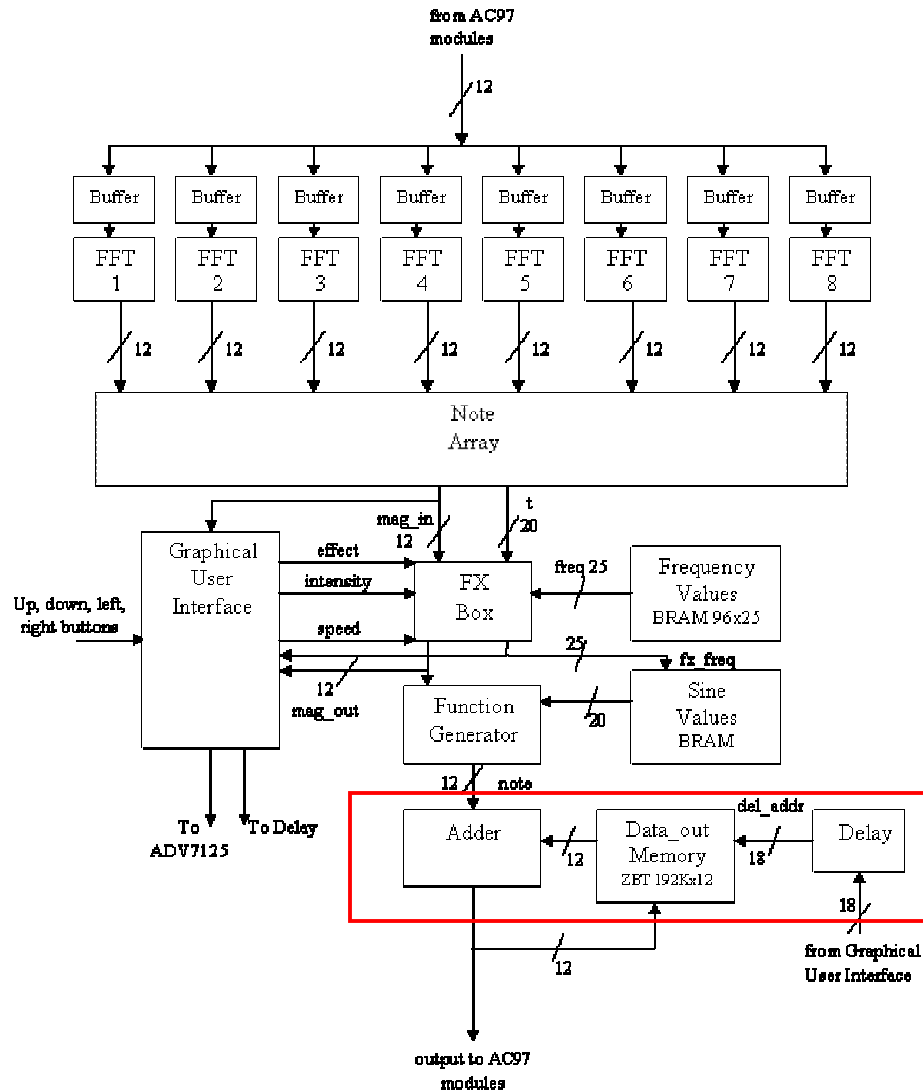 from AC97
modules
12
Buffer Buffer Buffer Buffer Buffer Buffer Buffer Buffer
FFT FFT FFT FFT FFT FFT FFT FFT
1 2 3 4 5 6 7 8
12 12 12 12 12 12 12 12
Note
Array
mag_in
12
t
20
Graphical
User
Interface
effect
intensity
speed
FX
Box
freq 25
Frequency
Values
BRAM 96x25
Up, down, left,
right buttons
25
fx_freq
12
mag_out
Function
Generator
20
Sine
Values
BRAM
12
note
To
ADV7125
To Delay
Adder
12
Data_out
Memory
ZBT 192Kx12
del_addr
18
Delay
18
12
from Graphical
User Interface
output to AC97
modules